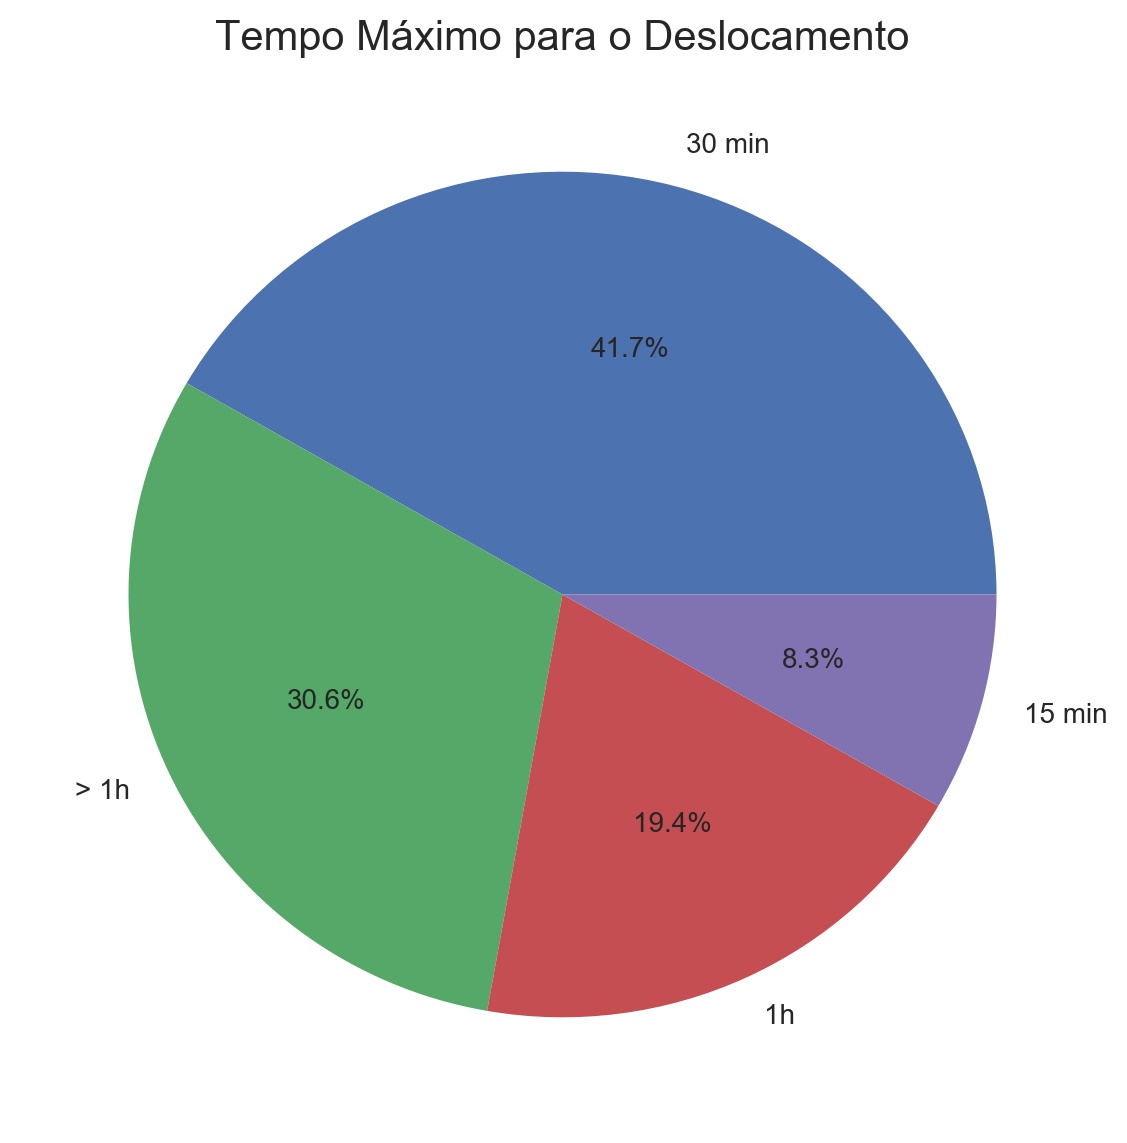 Tempo Máximo para o Deslocamento
30 min
41.7%
30.6%
> 1h
19.4%
1h
8.3%
15 min